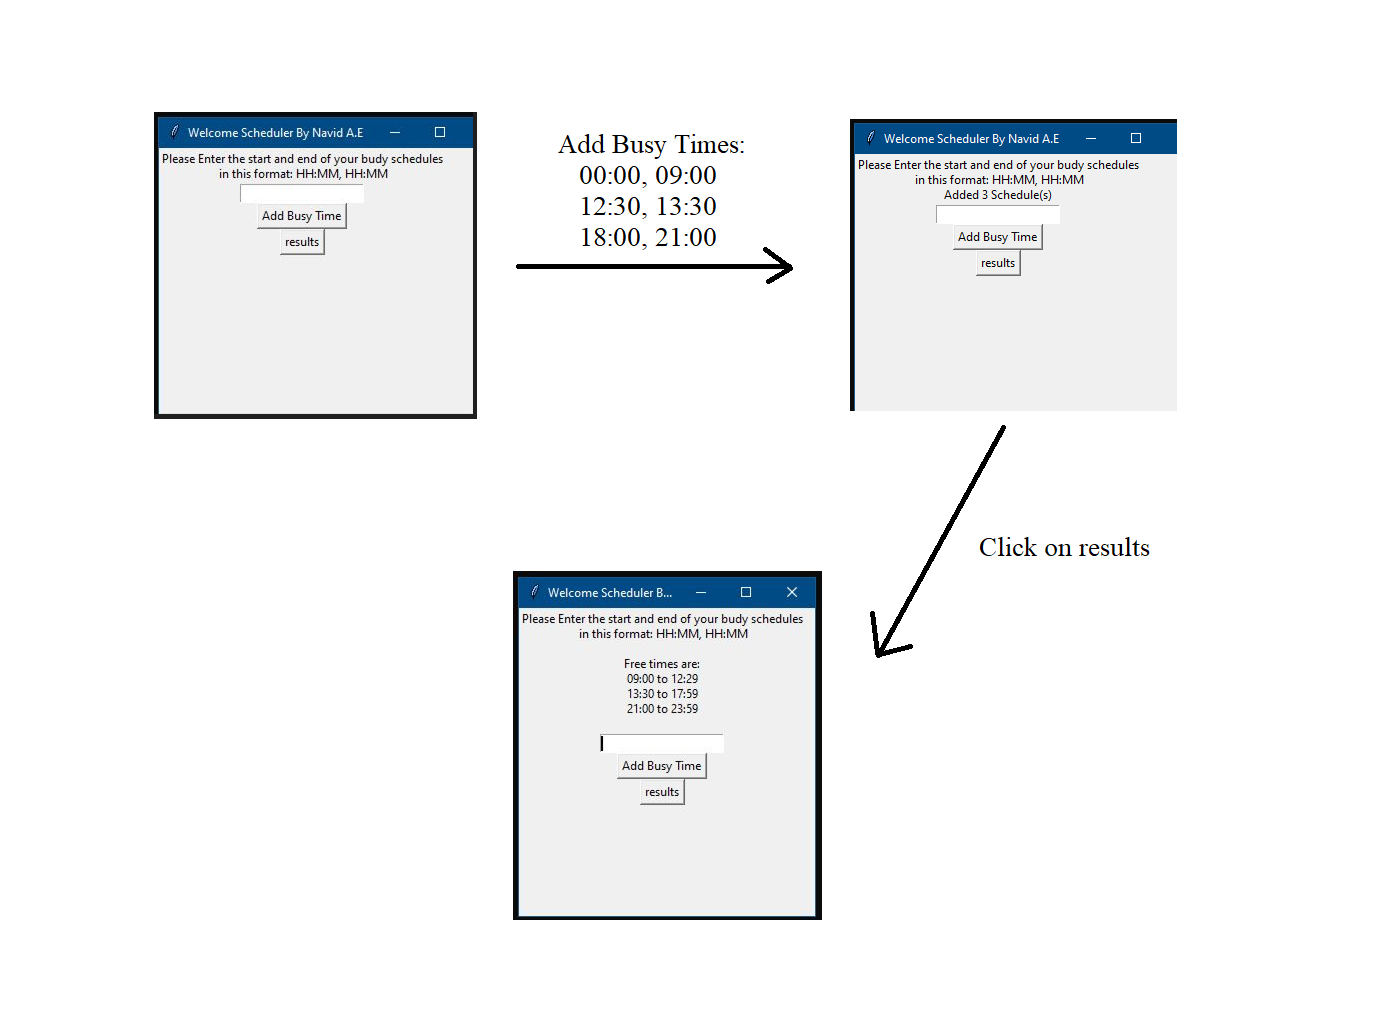 Welcome Scheduler By Navid A.E
Please Enter the start and end of your budy schedules
in this format: HH:MM, HH:MM
Add Busy Time
results
Add Busy Times:
00:00, 09:00
12:30, 13:30
18:00, 21:00
Welcome Scheduler By Navid A.E
Please Enter the start and end of your budy schedules
in this format: HH:MM, HH:MM
Added 3 Schedule(s)
Add Busy Time
results
Click on results
Welcome Scheduler B...
Please Enter the start and end of your budy schedules
in this format: HH:MM, HH:MM
Free times are:
09:00 to 12:29
13:30 to 17:59
21:00 to 23:59
Add Busy Time
results